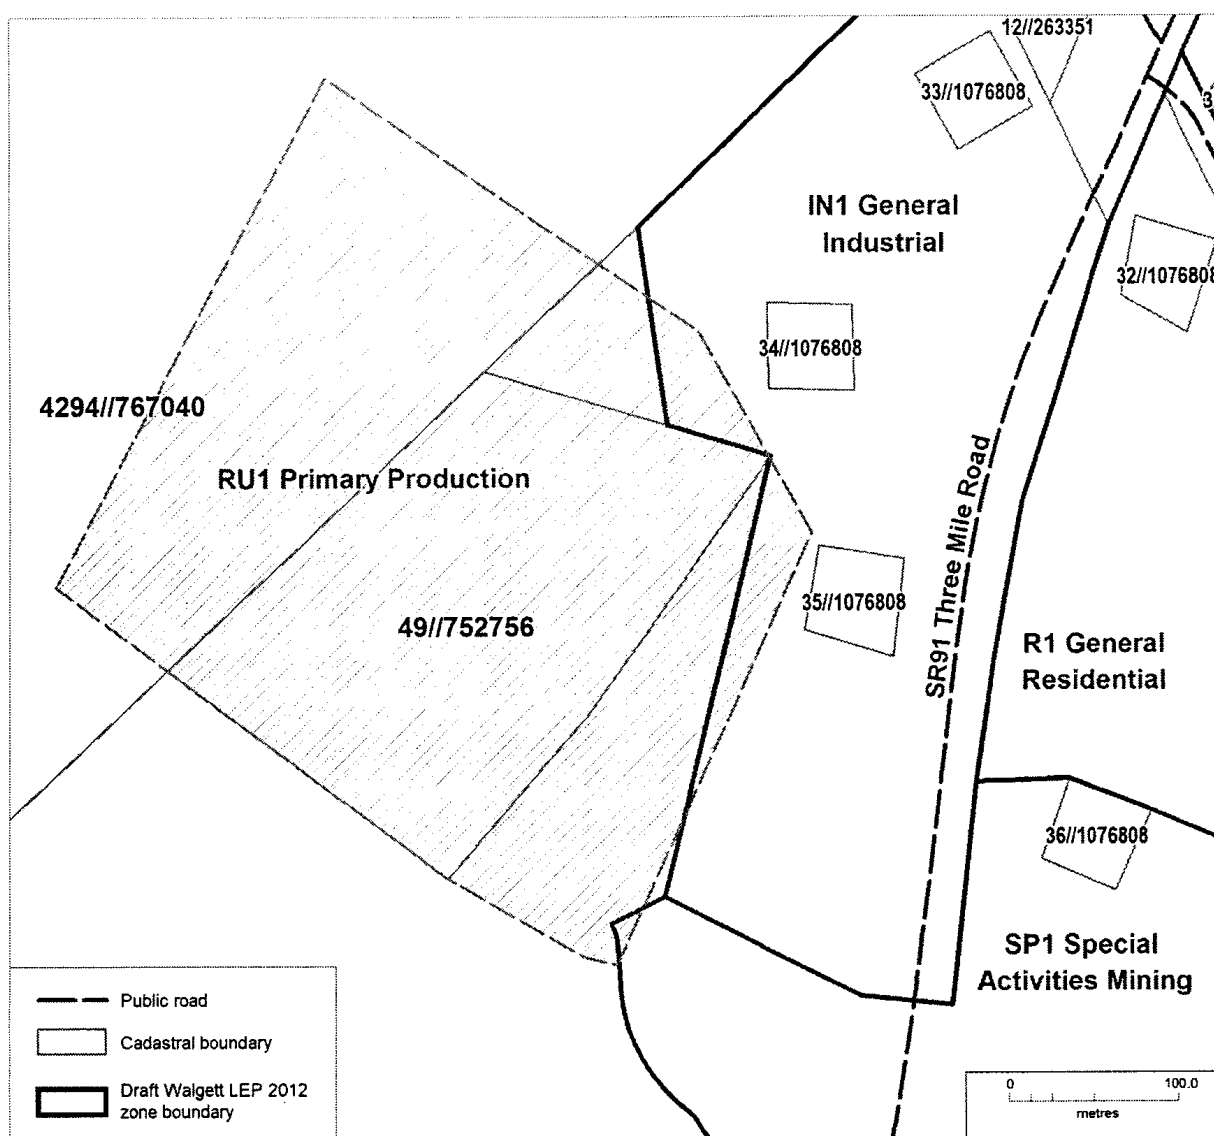 12//263351
33//1076808
3
IN1 General
Industrial
32//1076808
34//1076808
4294//767040
RU1 Primary Production
SR91 Three Mile Road
35//1076808
49//752756
R1 General
Residential
36//1076808
SP1 Special
Activities Mining
Public road
Cadastral boundary
Draft Walgett LEP 2012
zone boundary
0 100.0
metres